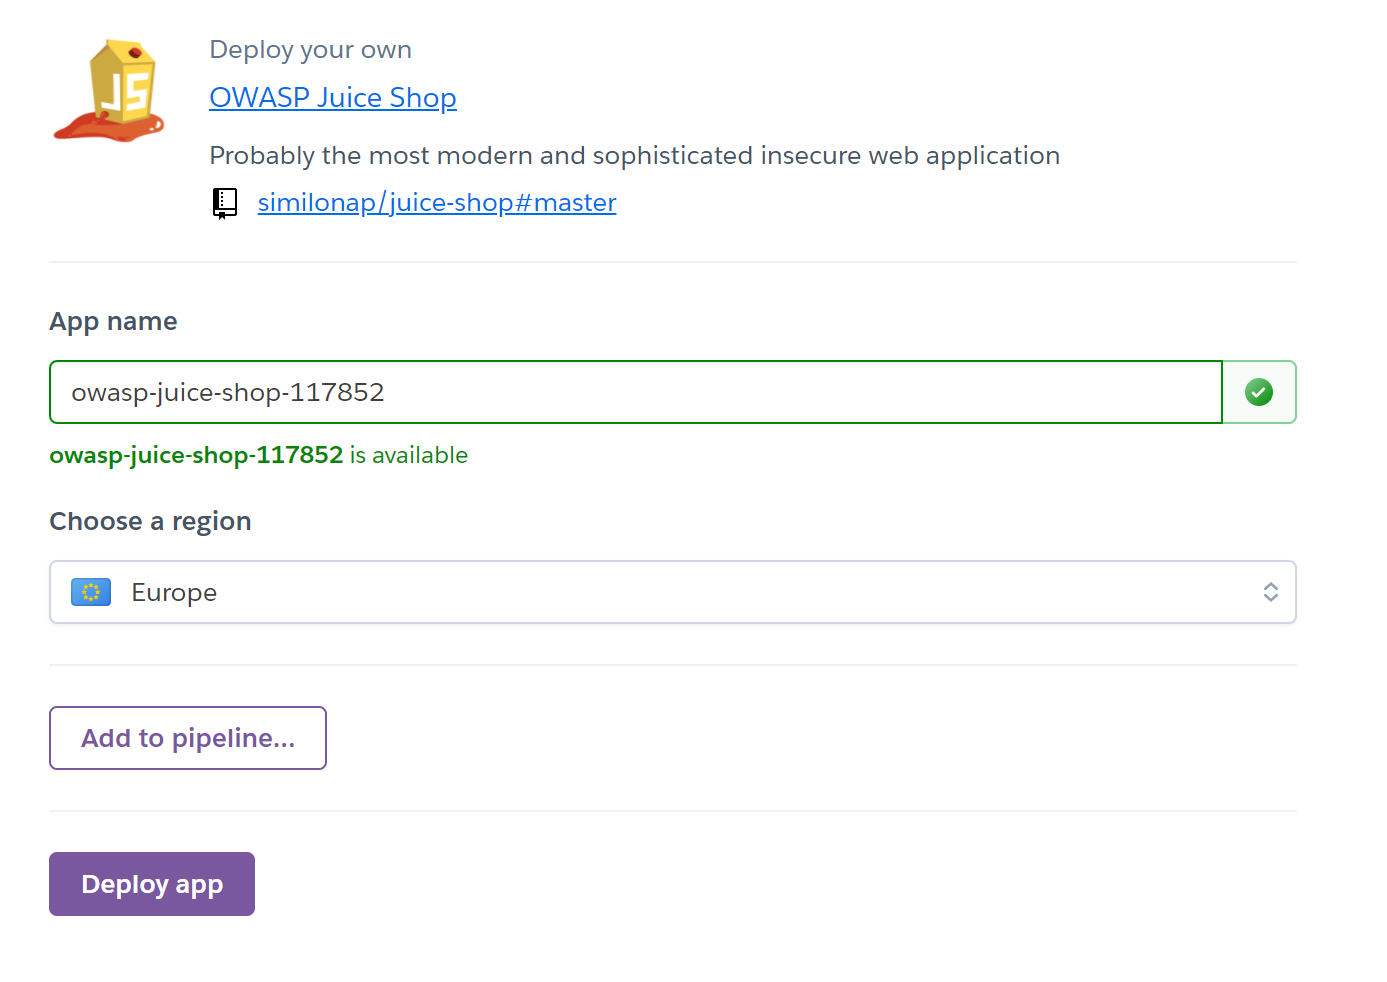 JS
Deploy your own
OWASP Juice Shop
Probably the most modern and sophisticated insecure web application
similonap/juice-shop#master
App name
owasp-juice-shop-117852
owasp-juice-shop-117852 is available
Choose a region
Europe
Add to pipeline...
Deploy app